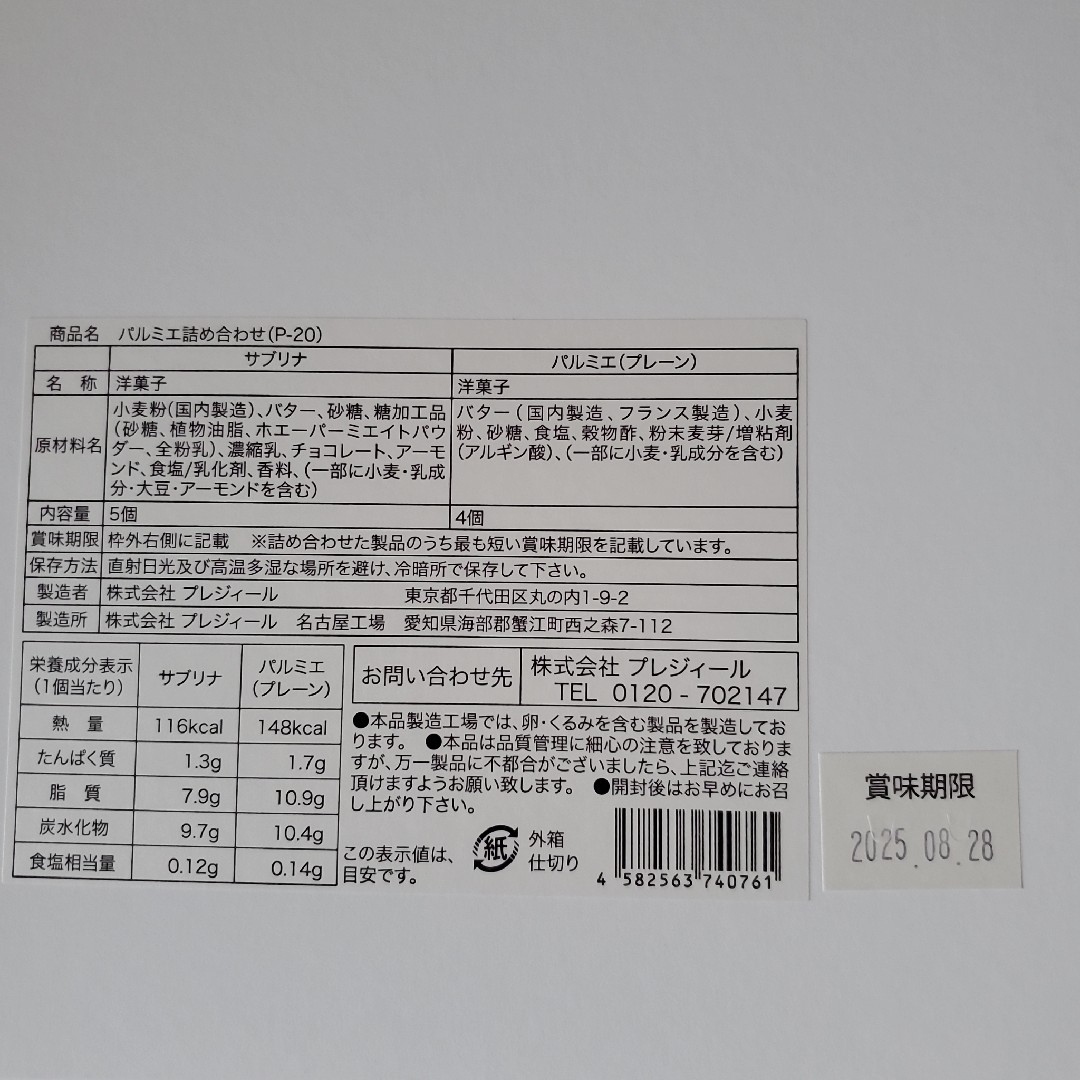 商品名 パルミエ詰め合わせ(P-20)
サブリナ パルミエ(プレーン)
名 称 洋菓子 洋菓子
原材料名
小麦粉(国内製造)、バター、砂糖、糖加工品
(砂糖、植物油脂、ホエーパーミエイトパウ
ダー、全粉乳)、濃縮乳、チョコレート、アーモ
ンド、食塩/乳化剤、香料、(一部に小麦・乳成
分・大豆・アーモンドを含む)
バター(国内製造、フランス製造)、小麦
粉、砂糖、食塩、穀物酢、粉末麦芽/増粘剤
(アルギン酸)、(一部に小麦・乳成分を含む)
内容量 5個 4個
賞味期限 枠外右側に記載 ※詰め合わせた製品のうち最も短い賞味期限を記載しています。
保存方法 直射日光及び高温多湿な場所を避け、冷暗所で保存して下さい。
製造者 株式会社 プレジィール 東京都千代田区丸の内1-9-2
製造所 株式会社 プレジィール 名古屋工場 愛知県海部郡蟹江町西之森7-112
栄養成分表示
(1個当たり)
サブリナ
パルミエ
(プレーン)
熱 量 116kcal 148kcal
たんぱく質 1.3g 1.7g
脂 質 7.9g 10.9g
炭水化物 9.7g 10.4g
食塩相当量 0.12g 0.14g
この表示値は、
目安です。
お問い合わせ先
株式会社 プレジィール
TEL 0120-702147
●本品製造工場では、卵・くるみを含む製品を製造してお
ります。 ●本品は品質管理に細心の注意を致しておりま
すが、万一製品に不都合がございましたら、上記迄ご連絡
頂けますようお願い致します。 ●開封後はお早めにお召
し上がり下さい。
紙
外箱
仕切り
4 582563 740761
賞味期限
2025.08.28